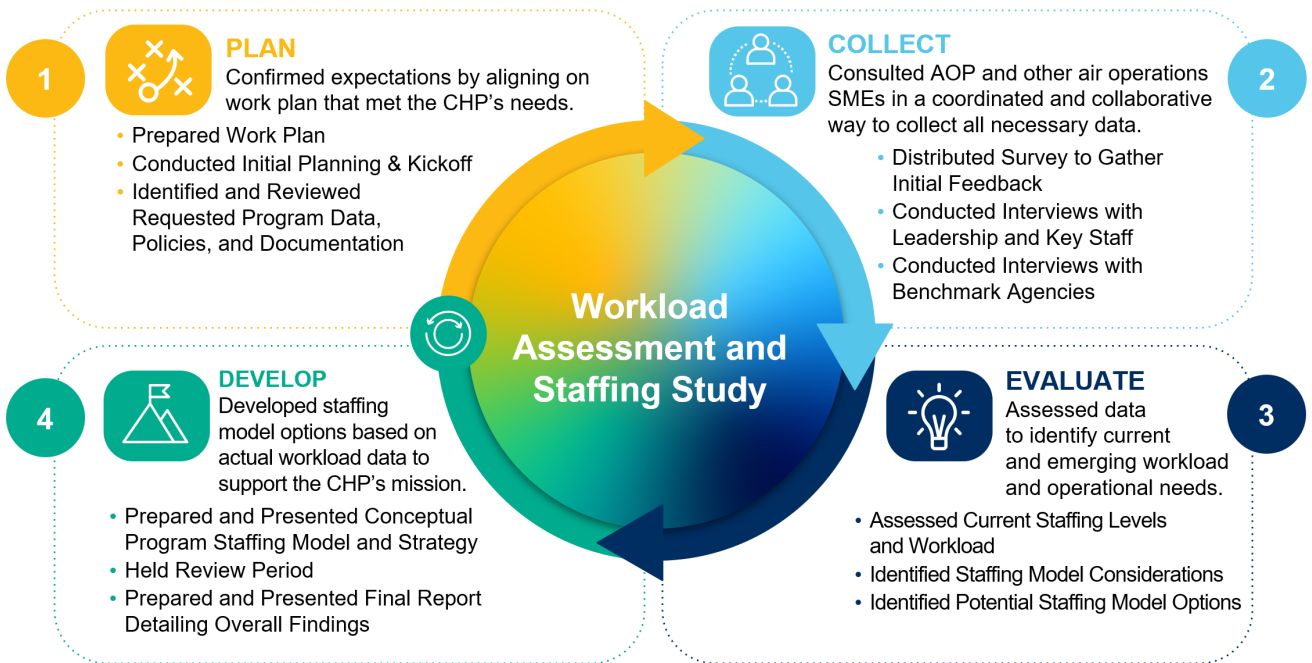 1
PLAN
Confirmed expectations by aligning on
work plan that met the CHP's needs.
• Prepared Work Plan
• Conducted Initial Planning & Kickoff
• Identified and Reviewed
Requested Program Data,
Policies, and Documentation
2
COLLECT
Consulted AOP and other air operations
SMEs in a coordinated and collaborative
way to collect all necessary data.
• Distributed Survey to Gather
Initial Feedback
• Conducted Interviews with
Leadership and Key Staff
• Conducted Interviews with
Benchmark Agencies
Workload
Assessment and
Staffing Study
3
EVALUATE
Assessed data
to identify current
and emerging workload
and operational needs.
• Assessed Current Staffing Levels
and Workload
• Identified Staffing Model Considerations
• Identified Potential Staffing Model Options
4
DEVELOP
Developed staffing
model options based on
actual workload data to
support the CHP's mission.
• Prepared and Presented Conceptual
Program Staffing Model and Strategy
• Held Review Period
• Prepared and Presented Final Report
Detailing Overall Findings